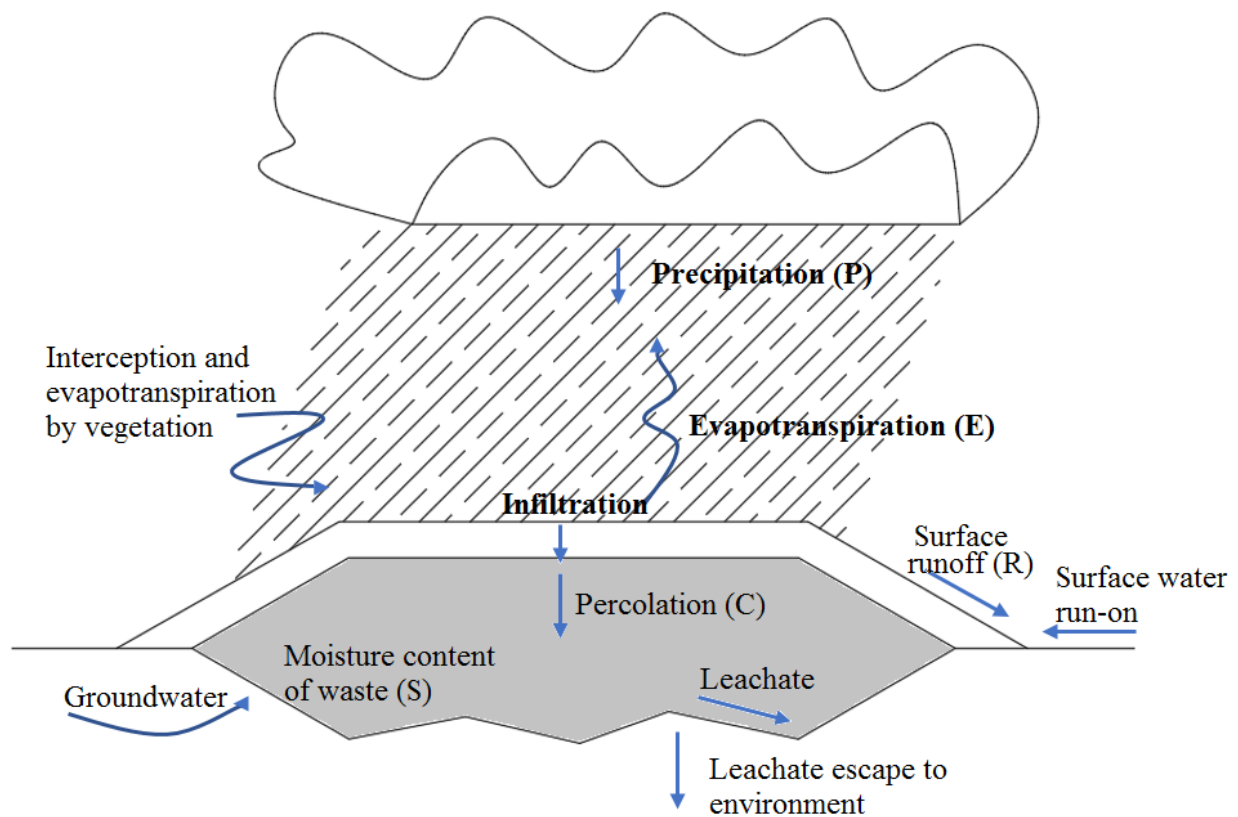 Precipitation (P)
Interception and
evapotranspiration
by vegetation
Evapotranspiration (E)
Infiltration
Surface
runoff (R)
Surface water
run-on
Percolation (C)
Moisture content
of waste (S)
Leachate
Groundwater
Leachate escape to
environment